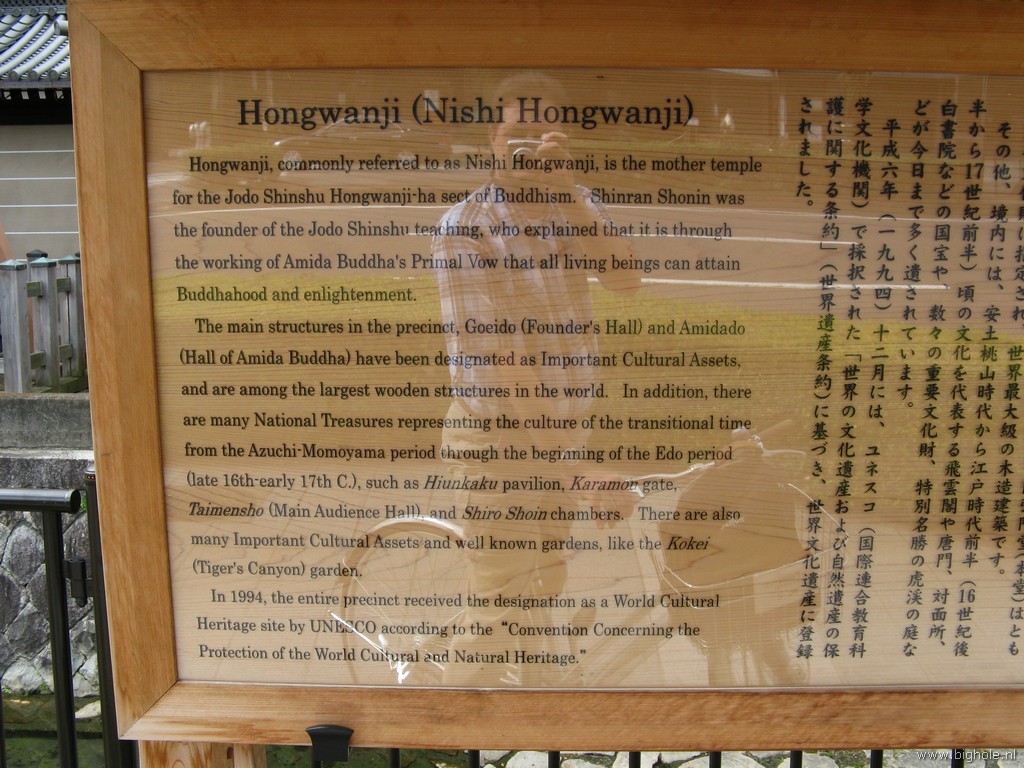 Hongwanji (Nishi Hongwanji)
Hongwanji, commonly referred to as Nishi Hongwanji, is the mother temple
for the Jodo Shinshu Hongwanji-ha sect of Buddhism. Shinran Shonin was
the founder of the Jodo Shinshu teaching, who explained that it is through
the working of Amida Buddha's Primal Vow that all living beings can attain
Buddhahood and enlightenment.
The main structures in the precinct, Goeido (Founder's Hall) and Amidado
(Hall of Amida Buddha) have been designated as Important Cultural Assets,
and are among the largest wooden structures in the world. In addition, there
are many National Treasures representing the culture of the transitional time
from the Azuchi-Momoyama period through the beginning of the Edo period
(late 16th-early 17th C.), such as Hiunkaku pavilion, Karamon gate,
Taimensho (Main Audience Hall), and Shiro Shoin chambers. There are also
many Important Cultural Assets and well known gardens, like the Kokei
(Tiger's Canyon) garden.
In 1994, the entire precinct received the designation as a World Cultural
Heritage site by UNESCO according to the “Convention Concerning the
Protection of the World Cultural and Natural Heritage.”
世界最大級の木造建築です。
その他、境内には、安土桃山時代から江戸時代前半（16世紀後
半から17世紀前半）頃の文化を代表する飛雲閣や唐門、対面所、
白書院などの国宝や、数々の重要文化財、特別名勝の虎渓の庭な
どが今日まで多く遺されています。
平成六年（一九九四）十二月には、ユネスコ（国際連合教育科
学文化機関）で採択された「世界の文化遺産および自然遺産の保
護に関する条約」（世界遺産条約）に基づき、世界文化遺産に登録
されました。
www.bighole.nl